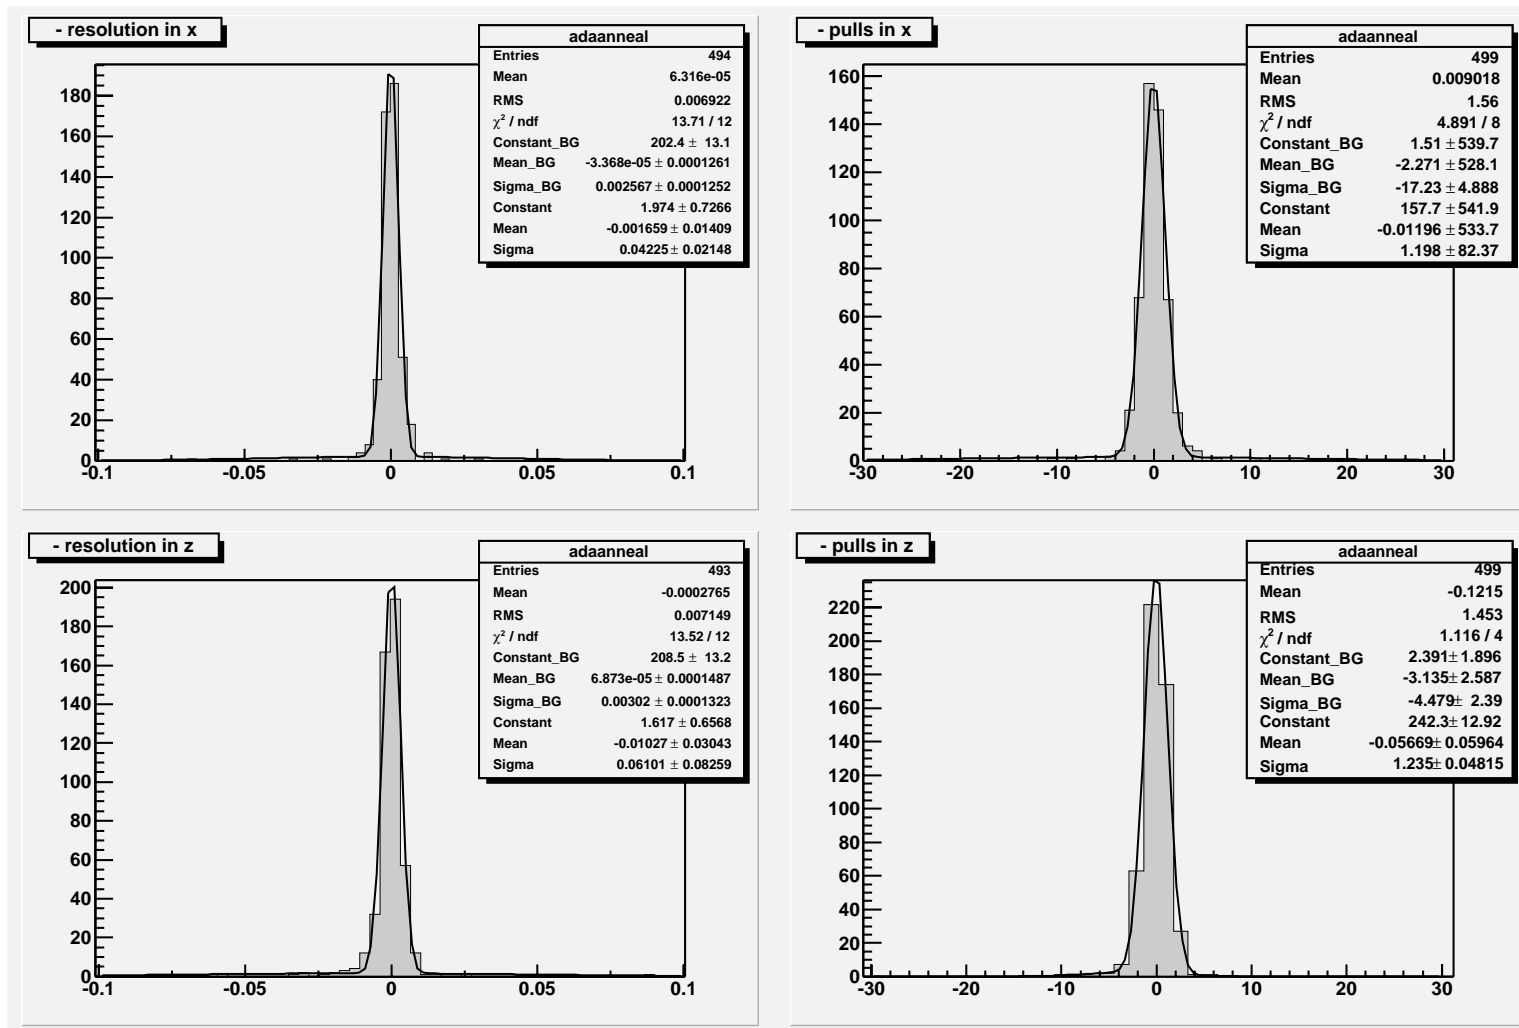 - resolution in x
adaanneal
Entries 494
Mean 6.316e-05
RMS 0.006922
χ² / ndf 13.71 / 12
Constant_BG 202.4 ± 13.1
Mean_BG -3.368e-05 ± 0.0001261
Sigma_BG 0.002567 ± 0.0001252
Constant 1.974 ± 0.7266
Mean -0.001659 ± 0.01409
Sigma 0.04225 ± 0.02148
180
160
140
120
100
80
60
40
20
0
-0.1 -0.05 0 0.05 0.1
- pulls in x
adaanneal
Entries 499
Mean 0.009018
RMS 1.56
χ² / ndf 4.891 / 8
Constant_BG 1.51 ± 539.7
Mean_BG -2.271 ± 528.1
Sigma_BG -17.23 ± 4.888
Constant 157.7 ± 541.9
Mean -0.01196 ± 533.7
Sigma 1.198 ± 82.37
160
140
120
100
80
60
40
20
0
-30 -20 -10 0 10 20 30
- resolution in z
adaanneal
Entries 493
Mean -0.0002765
RMS 0.007149
χ² / ndf 13.52 / 12
Constant_BG 208.5 ± 13.2
Mean_BG 6.873e-05 ± 0.0001487
Sigma_BG 0.00302 ± 0.0001323
Constant 1.617 ± 0.6568
Mean -0.01027 ± 0.03043
Sigma 0.06101 ± 0.08259
200
180
160
140
120
100
80
60
40
20
0
-0.1 -0.05 0 0.05 0.1
- pulls in z
adaanneal
Entries 499
Mean -0.1215
RMS 1.453
χ² / ndf 1.116 / 4
Constant_BG 2.391 ± 1.896
Mean_BG -3.135 ± 2.587
Sigma_BG -4.479 ± 2.39
Constant 242.3 ± 12.92
Mean -0.05669 ± 0.05964
Sigma 1.235 ± 0.04815
220
200
180
160
140
120
100
80
60
40
20
0
-30 -20 -10 0 10 20 30